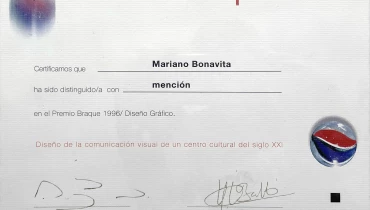 Certificamos que Mariano Bonavita
ha sido distinguido/a con mención
en el Premio Braque 1996/ Diseño Gráfico.
Diseño de la comunicación visual de un centro cultural del siglo XXI